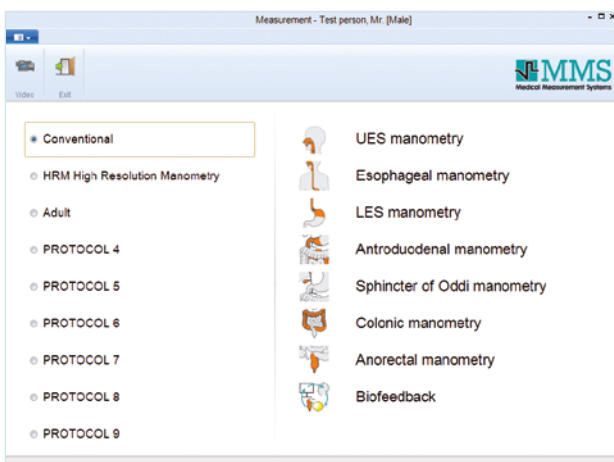 Measurement - Test person, Mr. [Male]
Video
Exit
MMS
Medical Measurement Systems
Conventional
HRM High Resolution Manometry
Adult
PROTOCOL 4
PROTOCOL 5
PROTOCOL 6
PROTOCOL 7
PROTOCOL 8
PROTOCOL 9
UES manometry
Esophageal manometry
LES manometry
Antroduodenal manometry
Sphincter of Oddi manometry
Colonic manometry
Anorectal manometry
Biofeedback